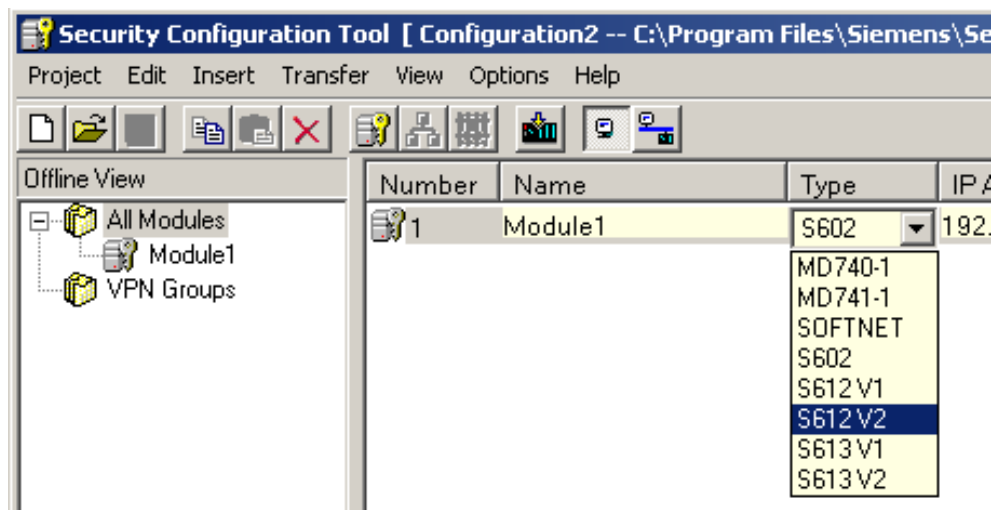 Security Configuration Tool [ Configuration2 -- C:\Program Files\Siemens\Se
Project Edit Insert Transfer View Options Help
Offline View
Number Name Type IP A
All Modules
Module1
VPN Groups
1 Module1 S602 192.
MD740-1
MD741-1
SOFTNET
S602
S612 V1
S612 V2
S613 V1
S613 V2